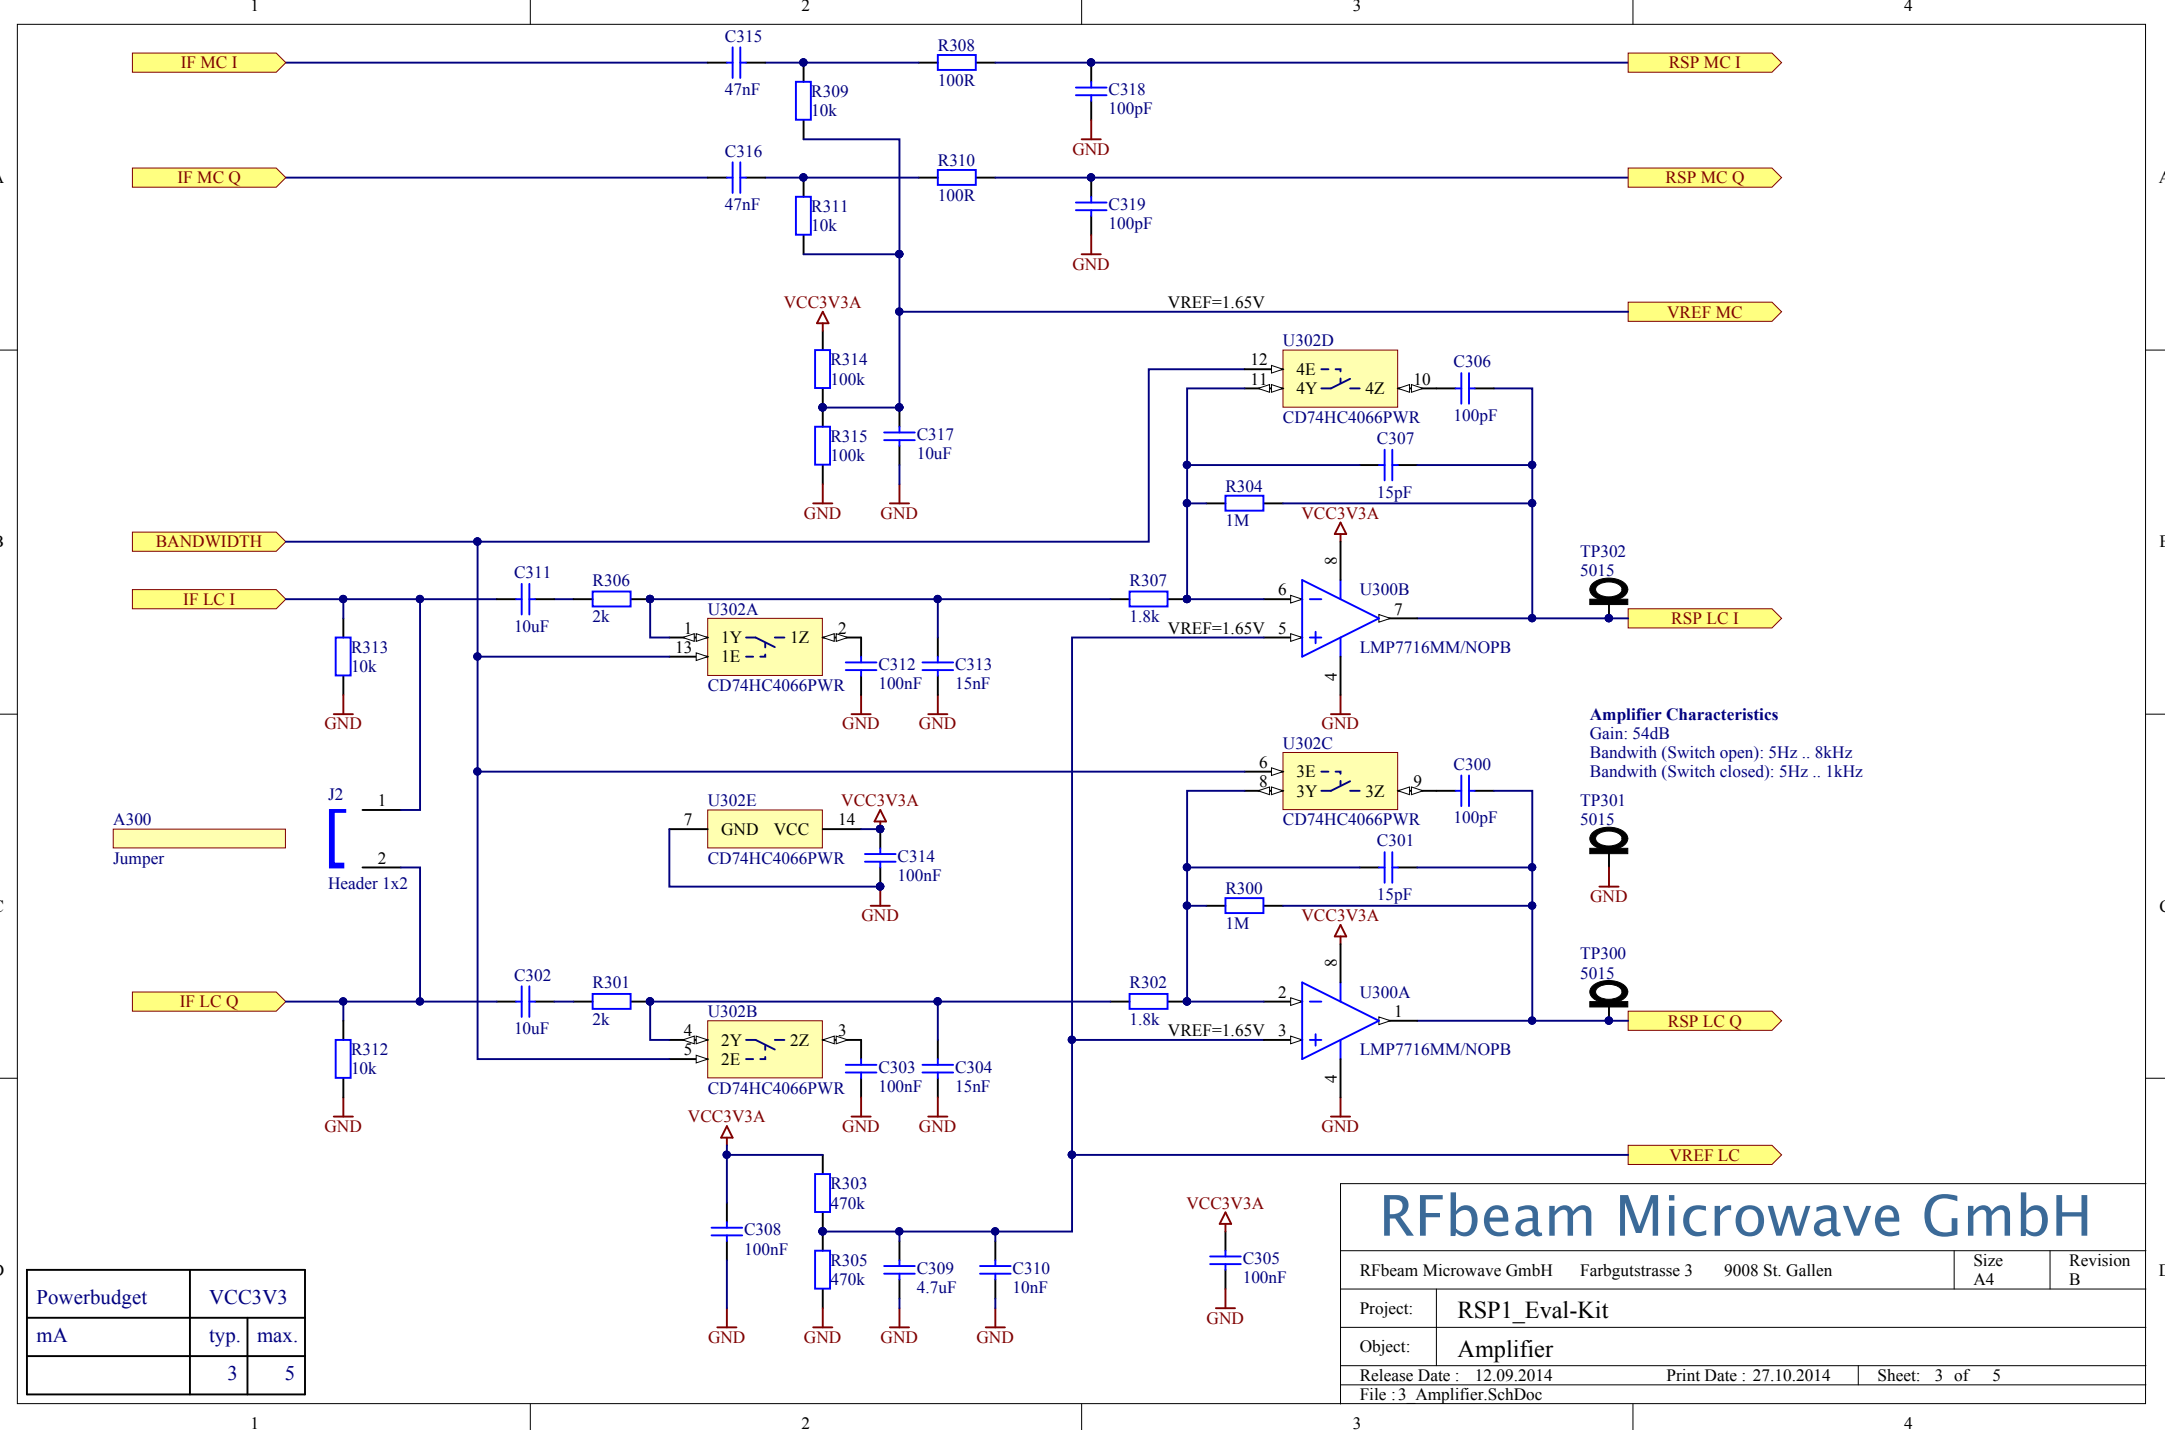 1 2 3 4
C315
R308
IF MC I
RSP MC I
47nF
100R
R309
10k
C318
100pF
GND
C316
R310
A
IF MC Q
RSP MC Q
A
47nF
100R
R311
10k
C319
100pF
GND
VCC3V3A
VREF=1.65V
VREF MC
U302D
12 4E
11 4Y 4Z 10
CD74HC4066PWR
C306
100pF
R314
100k
R315
100k
C317
10uF
C307
15pF
R304
1M
VCC3V3A
GND GND
B
BANDWIDTH
8
TP302
5015
C311
R306
R307
U300B
IF LC I
10uF
2k
U302A
1.8k
6
7
RSP LC I
1 1Y 1Z 2
13 1E
CD74HC4066PWR
VREF=1.65V 5
LMP7716MM/NOPB
R313
10k
C312
100nF
C313
15nF
4
GND GND GND GND
Amplifier Characteristics
Gain: 54dB
Bandwith (Switch open): 5Hz .. 8kHz
Bandwith (Switch closed): 5Hz .. 1kHz
U302C
6 3E
8 3Y 3Z 9
CD74HC4066PWR
C300
100pF
A300
Jumper
J2
1
2
Header 1x2
U302E
7 GND VCC 14
CD74HC4066PWR
VCC3V3A
C314
100nF
GND
C301
15pF
TP301
5015
GND
C
R300
1M
VCC3V3A
8
TP300
5015
C302
R301
R302
U300A
IF LC Q
10uF
2k
U302B
1.8k
2
1
RSP LC Q
4 2Y 2Z 3
5 2E
CD74HC4066PWR
VREF=1.65V 3
LMP7716MM/NOPB
R312
10k
C303
100nF
C304
15nF
4
GND GND GND GND
VCC3V3A
VREF LC
R303
470k
C308
100nF
R305
470k
C309
4.7uF
C310
10nF
GND GND GND GND
VCC3V3A
C305
100nF
GND
Powerbudget VCC3V3
mA typ. max.
3 5
RFbeam Microwave GmbH
RFbeam Microwave GmbH Farbgutstrasse 3 9008 St. Gallen
Size
A4
Revision
B
Project: RSP1_Eval-Kit
Object: Amplifier
Release Date : 12.09.2014 Print Date : 27.10.2014 Sheet: 3 of 5
File : 3_Amplifier.SchDoc
1 2 3 4